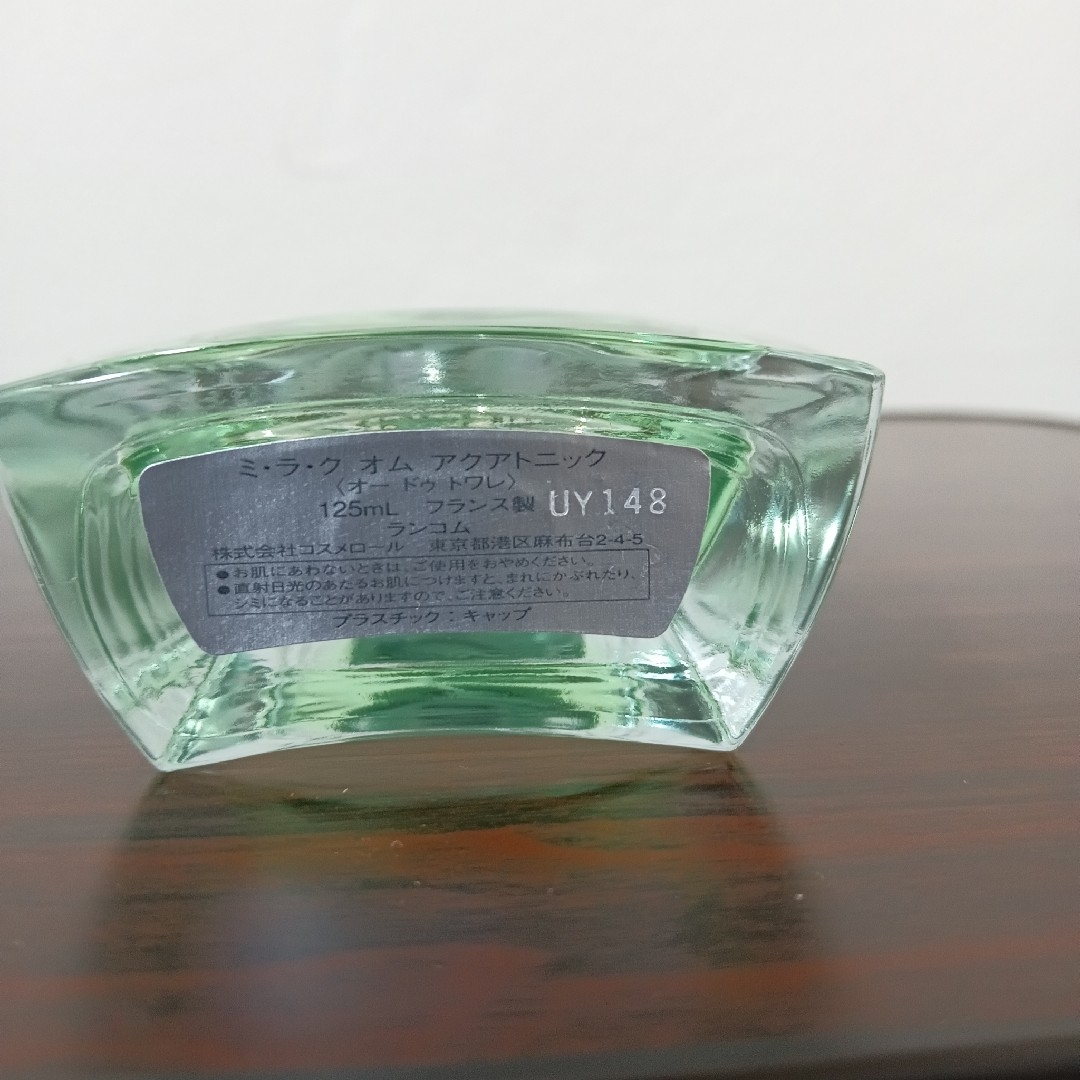 ミ・ラ・ク オム アクアトニック
〈オー ドゥ トワレ〉
125mL フランス製 UY148
ランコム
株式会社コスメロール 東京都港区麻布台2-4-5
●お肌にあわないときは、ご使用をおやめください。
●直射日光のあたるお肌につけますと、まれにかぶれたり、
シミになることがありますので、ご注意ください。
プラスチック：キャップ